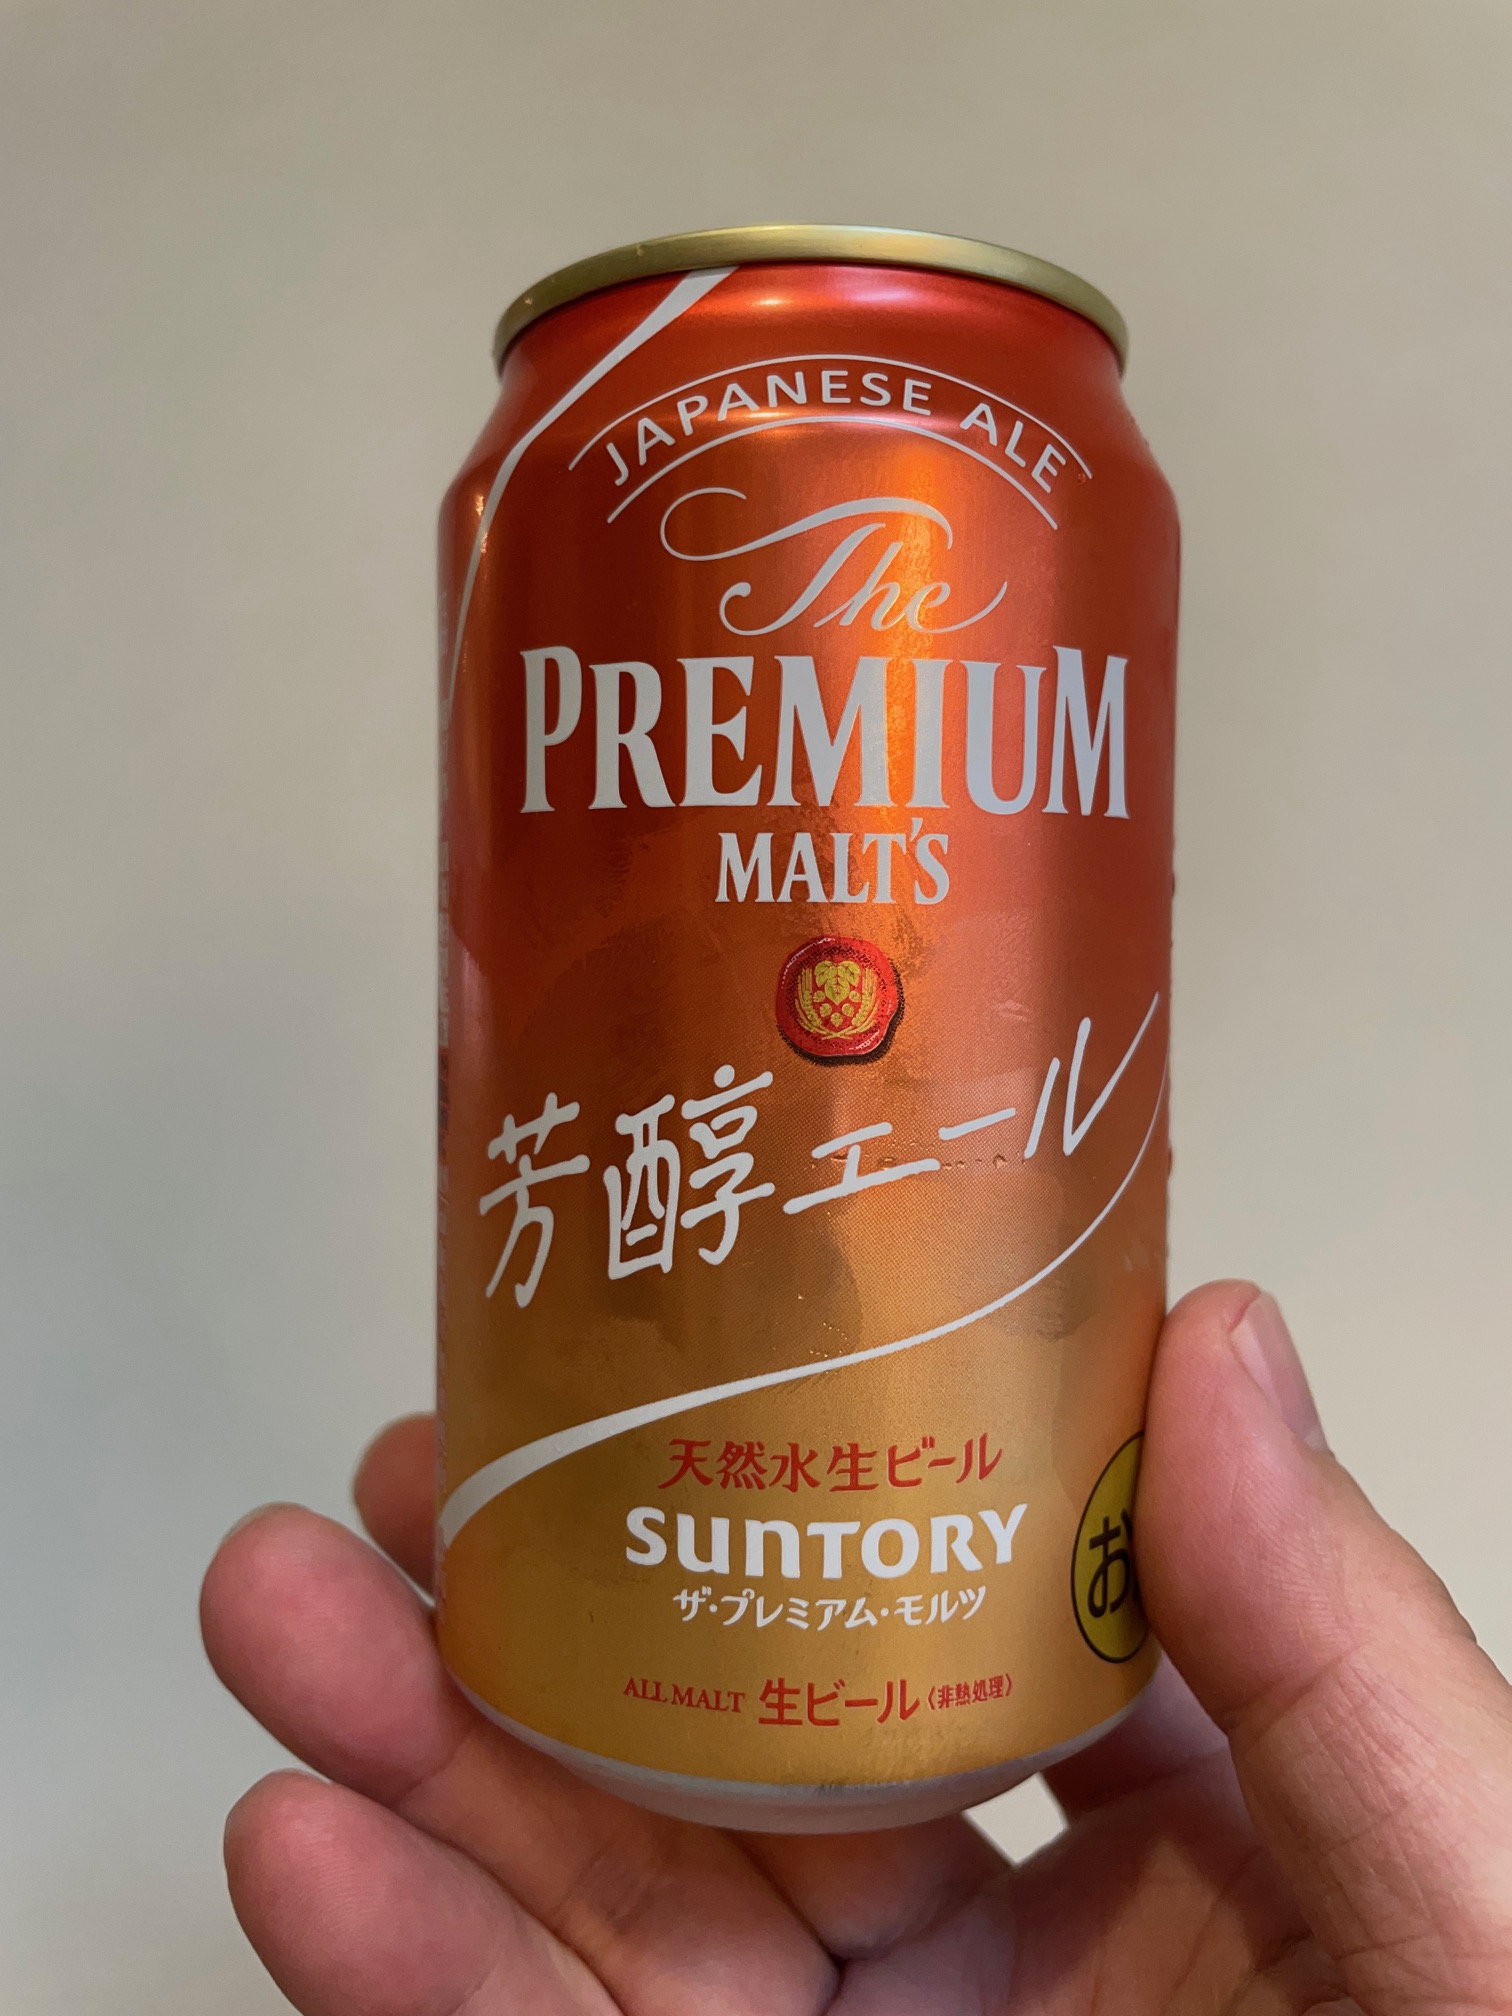 JAPANESE ALE
The
PREMIUM
MALT'S
芳醇エール
天然水生ビール
SUNTORY
ザ・プレミアム・モルツ
ALL MALT 生ビール〈非熱処理〉
お